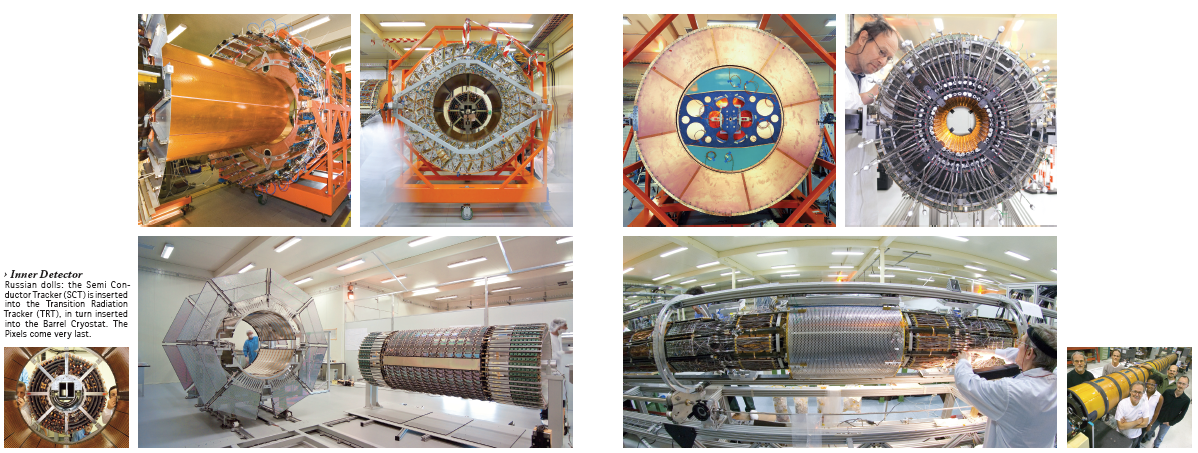 › Inner Detector
Russian dolls: the Semi Con-
ductor Tracker (SCT) is inserted
into the Transition Radiation
Tracker (TRT), in turn inserted
into the Barrel Cryostat. The
Pixels come very last.